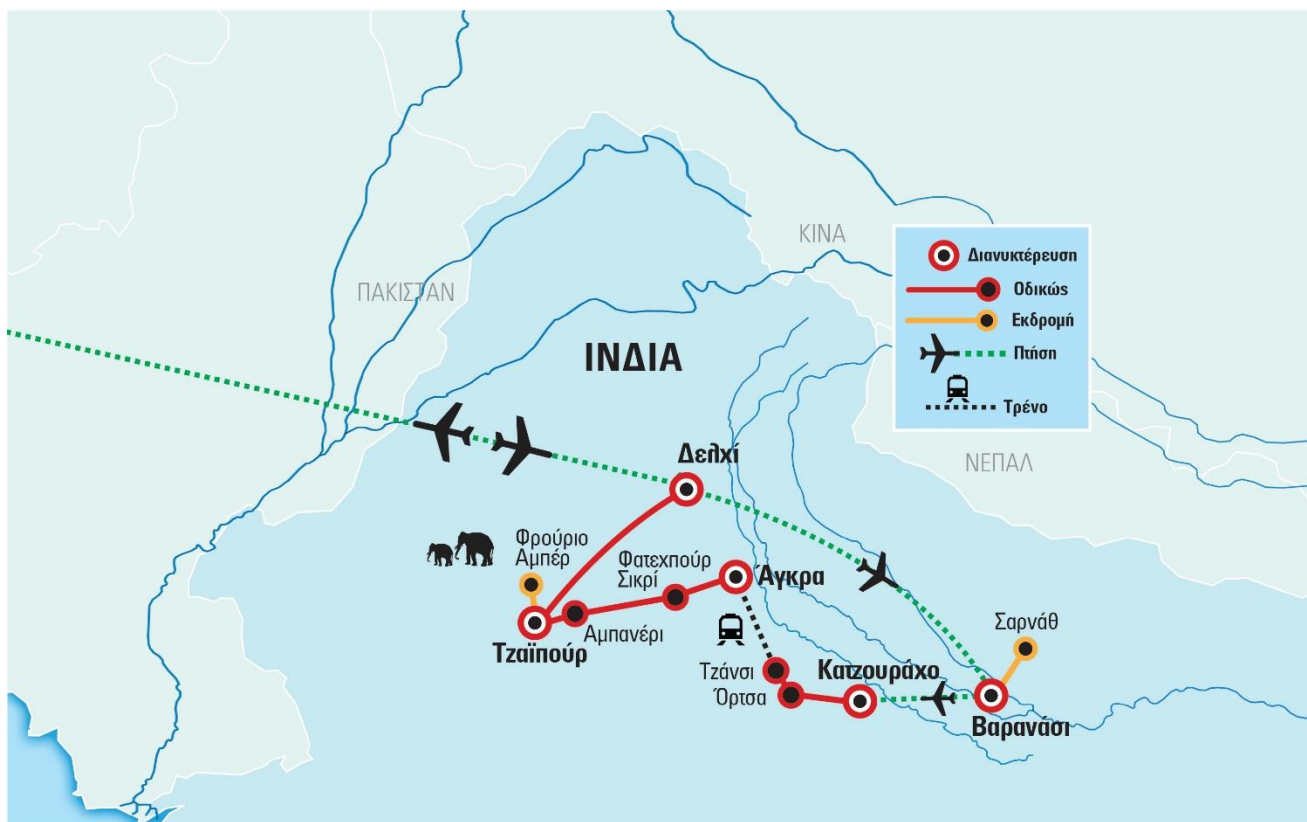 ΚΙΝΑ
ΠΑΚΙΣΤΑΝ
ΙΝΔΙΑ
Διανυκτέρευση
Οδικώς
Εκδρομή
Πτήση
Τρένο
ΝΕΠΑΛ
Δελχί
Φρούριο
Αμπέρ
Φατεχπούρ
Σικρί
Άγκρα
Αμπανέρι
Τζαϊπούρ
Σαρνάθ
Τζάνσι
Όρτσα
Κατζουράχο
Βαρανάσι